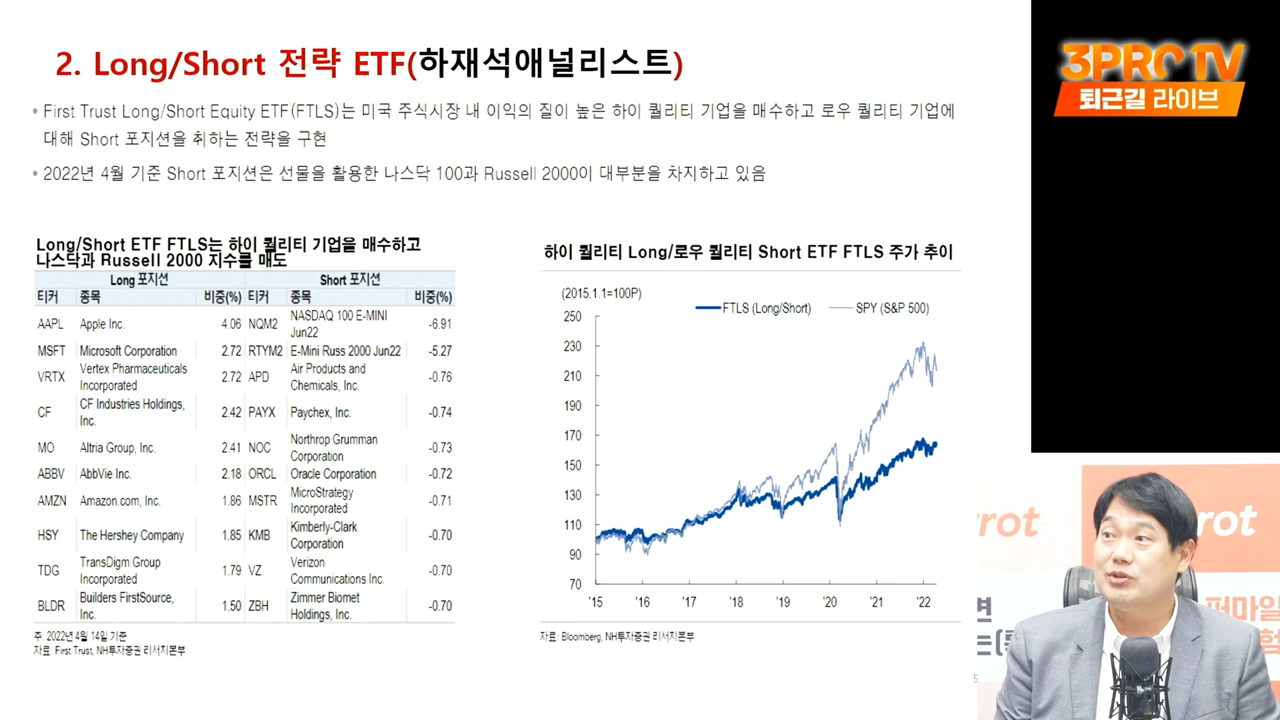 2. Long/Short 전략 ETF(하재석애널리스트)
3PRO TV
퇴근길 라이브
• First Trust Long/Short Equity ETF(FTLS)는 미국 주식시장 내 이익의 질이 높은 하이 퀄리티 기업을 매수하고 로우 퀄리티 기업에
대해 Short 포지션을 취하는 전략을 구현
• 2022년 4월 기준 Short 포지션은 선물을 활용한 나스닥 100과 Russell 2000이 대부분을 차지하고 있음
Long/Short ETF FTLS는 하이 퀄리티 기업을 매수하고
나스닥과 Russell 2000 지수를 매도
Long 포지션 Short 포지션
티커 종목 비중(%) 티커 종목 비중(%)
AAPL Apple Inc. 4.06 NQM2 NASDAQ 100 E-MINI
Jun22 -6.91
MSFT Microsoft Corporation 2.72 RTYM2 E-Mini Russ 2000 Jun22 -5.27
VRTX Vertex Pharmaceuticals
Incorporated 2.72 APD Air Products and
Chemicals, Inc. -0.76
CF CF Industries Holdings,
Inc. 2.42 PAYX Paychex, Inc. -0.74
MO Altria Group, Inc. 2.41 NOC Northrop Grumman
Corporation -0.73
ABBV AbbVie Inc. 2.18 ORCL Oracle Corporation -0.72
AMZN Amazon.com, Inc. 1.86 MSTR MicroStrategy
Incorporated -0.71
HSY The Hershey Company 1.85 KMB Kimberly-Clark
Corporation -0.70
TDG TransDigm Group
Incorporated 1.79 VZ Verizon
Communications Inc. -0.70
BLDR Builders FirstSource,
Inc. 1.50 ZBH Zimmer Biomet
Holdings, Inc. -0.70
주: 2022년 4월 14일 기준
자료: First Trust, NH투자증권 리서치본부
하이 퀄리티 Long/로우 퀄리티 Short ETF FTLS 주가 추이
(2015.1.1=100P)
FTLS (Long/Short) SPY (S&P 500)
250
230
210
190
170
150
130
110
90
70
'15 '16 '17 '18 '19 '20 '21 '22
자료: Bloomberg, NH투자증권 리서치본부
rot
rot
면
퍼마일
험